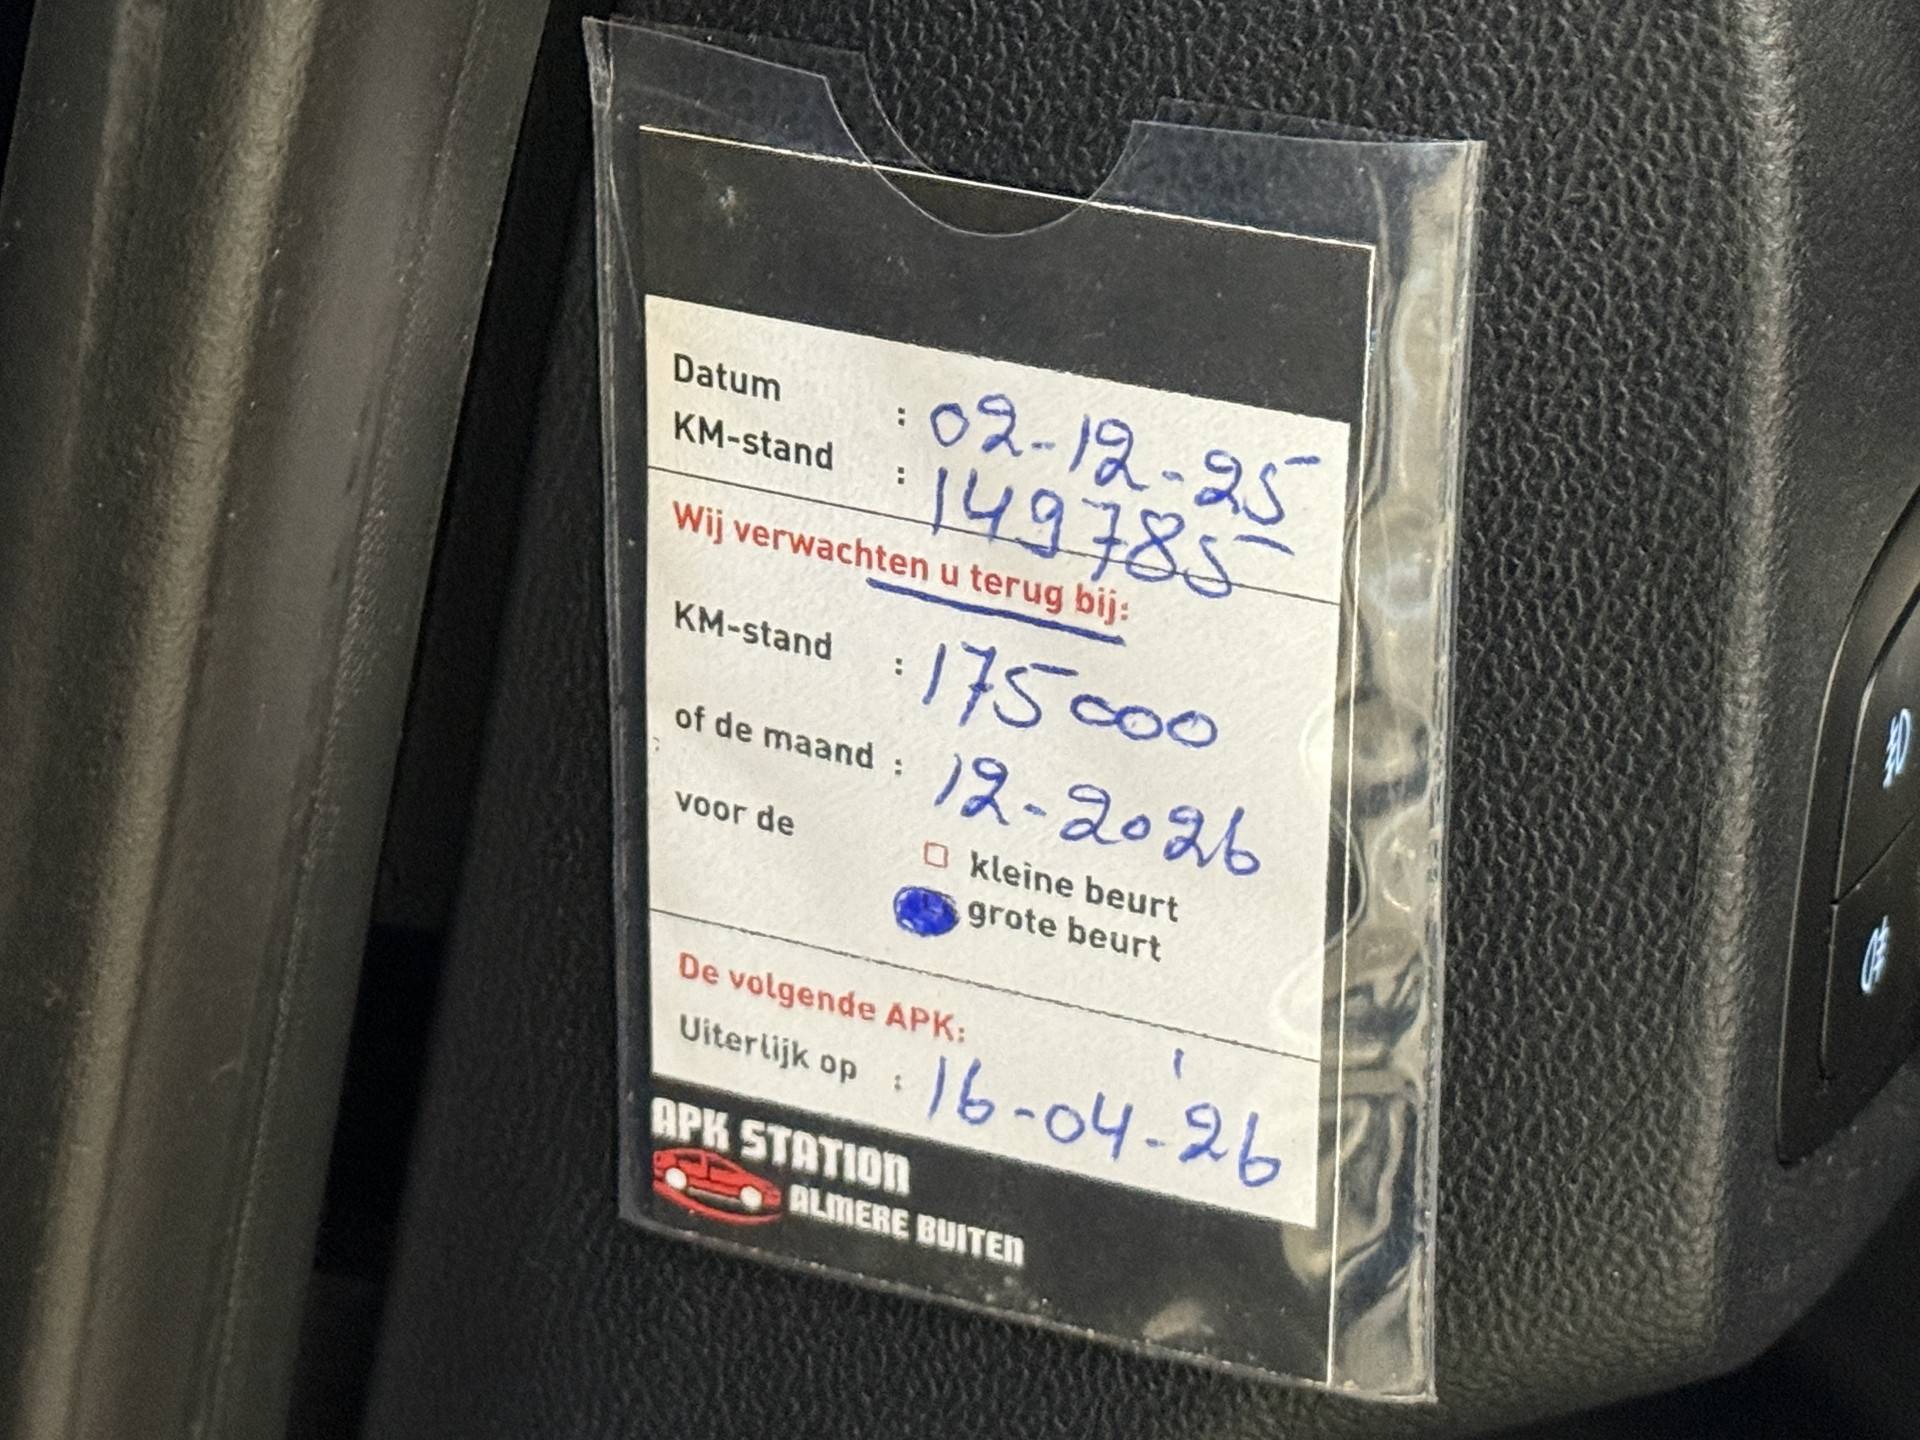 Datum : 02-12-25
KM-stand : 149785
Wij verwachten u terug bij:
KM-stand : 175000
of de maand : 12-2026
voor de
kleine beurt
grote beurt
De volgende APK:
Uiterlijk op : 16-04-26
APK STATION
ALMERE BUITEN